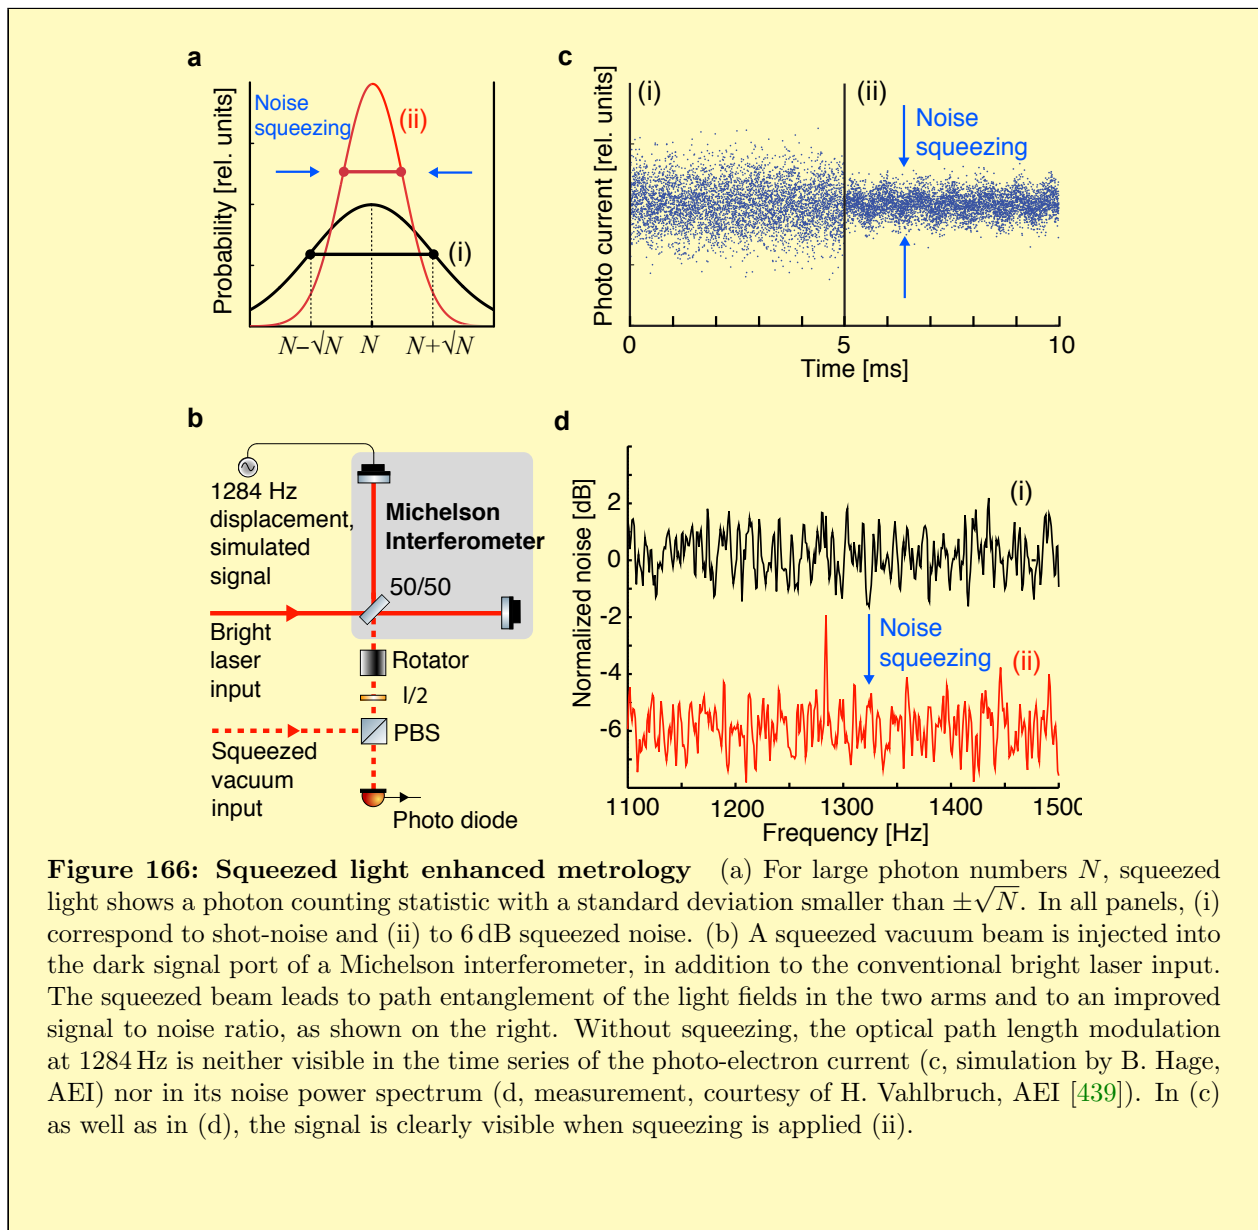 a
Probability [rel. units]
Noise
squeezing
(ii)
(i)
N−√N
N
N+√N
c
Photo current [rel. units]
(i)
(ii)
Noise
squeezing
0
5
10
Time [ms]
b
1284 Hz
displacement,
simulated
signal
Michelson
Interferometer
50/50
Bright
laser
input
Rotator
l/2
PBS
Squeezed
vacuum
input
Photo diode
d
Normalized noise [dB]
2
0
-2
-4
-6
(i)
Noise
squeezing
(ii)
1100
1200
1300
1400
1500
Frequency [Hz]
Figure 166: Squeezed light enhanced metrology (a) For large photon numbers N, squeezed
light shows a photon counting statistic with a standard deviation smaller than ±√N. In all panels, (i)
correspond to shot-noise and (ii) to 6 dB squeezed noise. (b) A squeezed vacuum beam is injected into
the dark signal port of a Michelson interferometer, in addition to the conventional bright laser input.
The squeezed beam leads to path entanglement of the light fields in the two arms and to an improved
signal to noise ratio, as shown on the right. Without squeezing, the optical path length modulation
at 1284 Hz is neither visible in the time series of the photo-electron current (c, simulation by B. Hage,
AEI) nor in its noise power spectrum (d, measurement, courtesy of H. Vahlbruch, AEI [439]). In (c)
as well as in (d), the signal is clearly visible when squeezing is applied (ii).